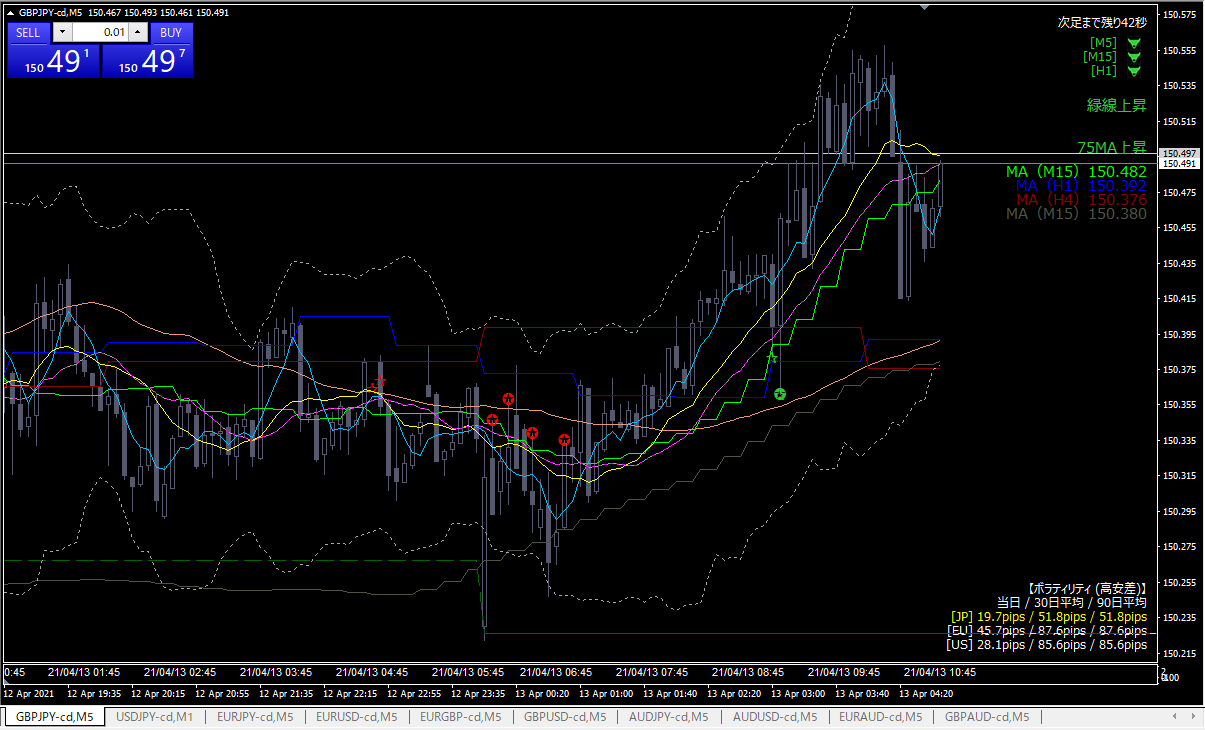 GBPJPY-cd,M5 150.467 150.493 150.461 150.491
SELL 0.01 BUY
150 49 1 150 49 7
次足まで残り42秒
[M5]
[M15]
[H1]
緑線上昇
75MA上昇
MA (M15) 150.482
MA (H1) 150.392
MA (H4) 150.376
MA (M15) 150.380
150.575
150.555
150.535
150.515
150.497
150.491
150.475
150.455
150.435
150.415
150.395
150.375
150.355
150.335
150.315
150.295
150.275
150.255
150.235
150.215
【ボラティリティ (高安差)】
当日 / 30日平均 / 90日平均
[JP] 19.7pips / 51.8pips / 51.8pips
[EU] 45.7pips / 87.6pips / 87.6pips
[US] 28.1pips / 85.6pips / 85.6pips
0:45 21/04/13 01:45 21/04/13 02:45 21/04/13 03:45 21/04/13 04:45 21/04/13 05:45 21/04/13 06:45 21/04/13 07:45 21/04/13 08:45 21/04/13 09:45 21/04/13 10:45
12 Apr 2021 12 Apr 19:35 12 Apr 20:15 12 Apr 20:55 12 Apr 21:35 12 Apr 22:15 12 Apr 22:55 12 Apr 23:35 13 Apr 00:20 13 Apr 01:00 13 Apr 01:40 13 Apr 02:20 13 Apr 03:00 13 Apr 03:40 13 Apr 04:20
GBPJPY-cd,M5 USDJPY-cd,M1 EURJPY-cd,M5 EURUSD-cd,M5 EURGBP-cd,M5 GBPUSD-cd,M5 AUDJPY-cd,M5 AUDUSD-cd,M5 EURAUD-cd,M5 GBPAUD-cd,M5